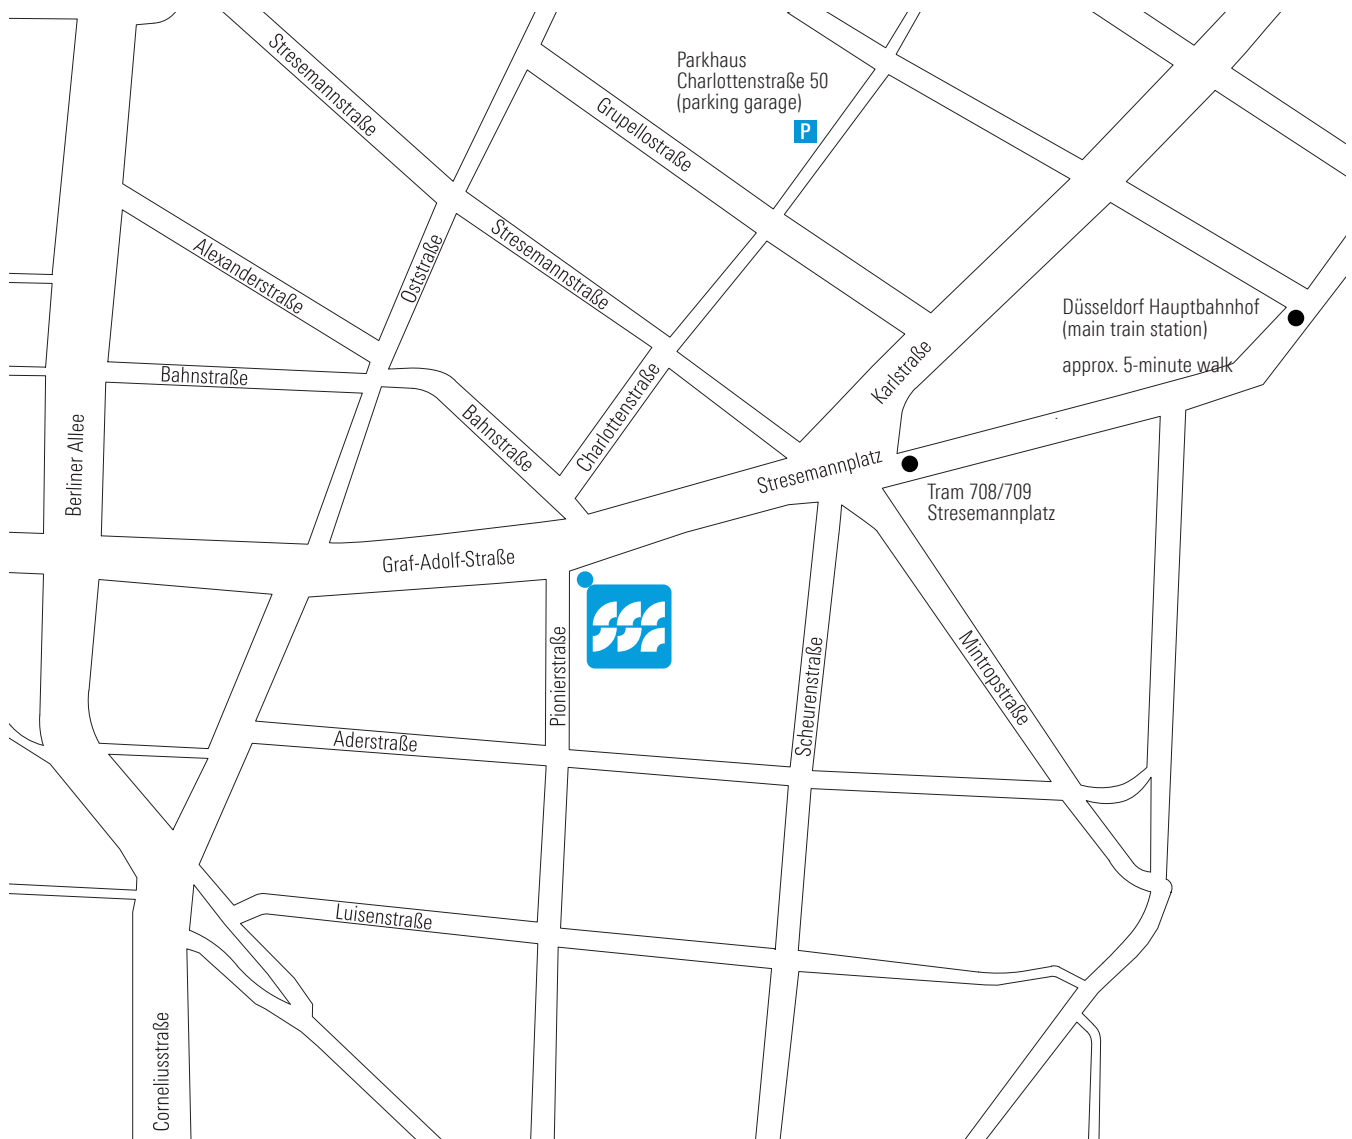 Stresemannstraße
Parkhaus
Charlottenstraße 50
(parking garage)
P
Grupellostraße
Alexanderstraße
Oststraße
Stresemannstraße
Düsseldorf Hauptbahnhof
(main train station)
approx. 5-minute walk
Bahnstraße
Karlstraße
Bahnstraße
Charlottenstraße
Berliner Allee
Stresemannplatz
Tram 708/709
Stresemannplatz
Graf-Adolf-Straße
Pionierstraße
Scheurenstraße
Mintropstraße
Aderstraße
Luisenstraße
Corneliusstraße